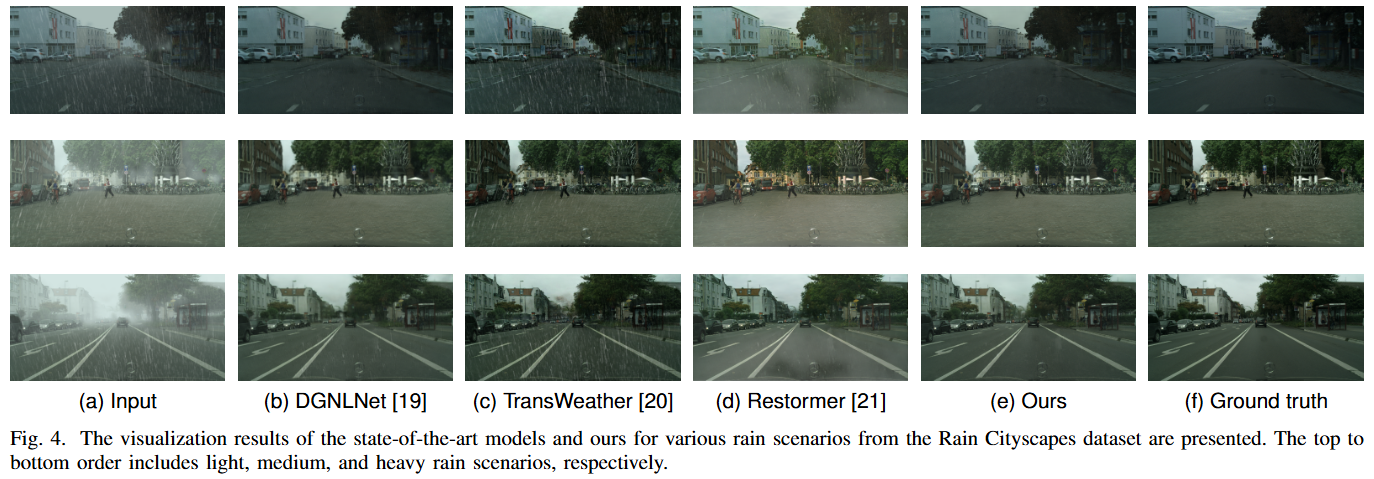 (a) Input
(b) DGNLNet [19]
(c) TransWeather [20]
(d) Restormer [21]
(e) Ours
(f) Ground truth
Fig. 4. The visualization results of the state-of-the-art models and ours for various rain scenarios from the Rain Cityscapes dataset are presented. The top to
bottom order includes light, medium, and heavy rain scenarios, respectively.